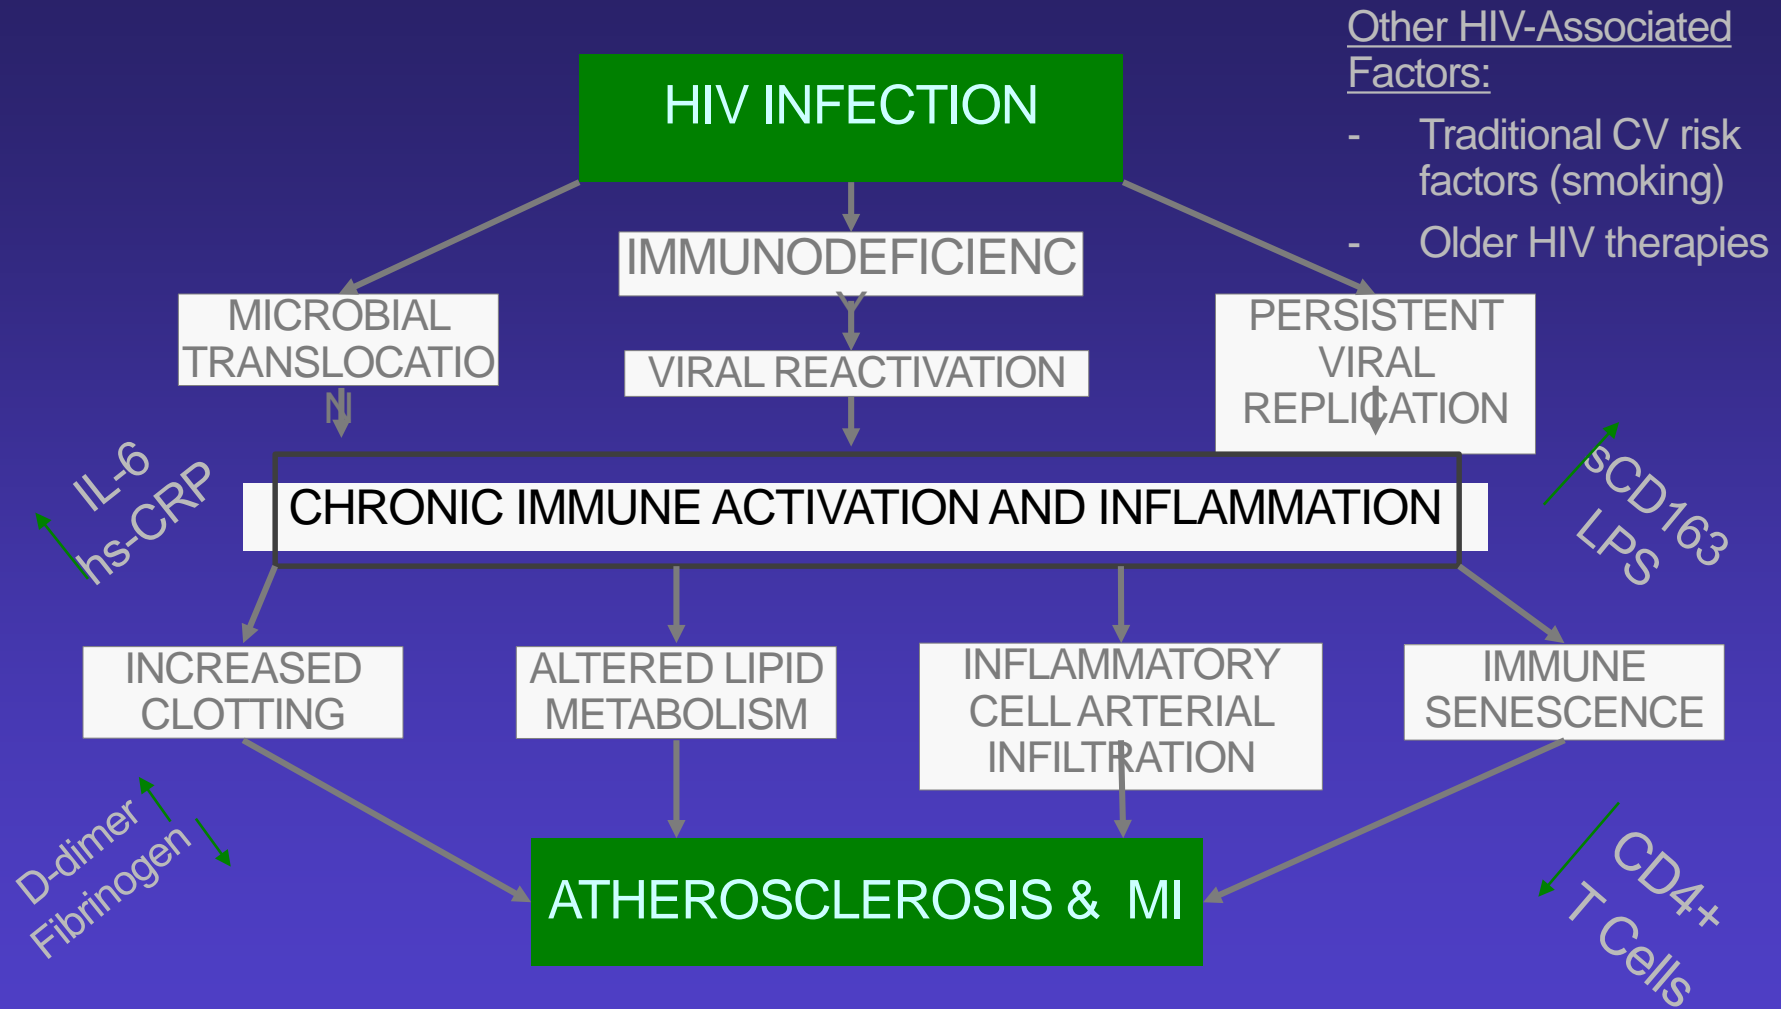 Other HIV-Associated
Factors:
- Traditional CV risk
factors (smoking)
- Older HIV therapies
HIV INFECTION
IMMUNODEFICIENC
Y
MICROBIAL
TRANSLOCATIO
N
VIRAL REACTIVATION
PERSISTENT
VIRAL
REPLICATION
IL-6
hs-CRP
sCD163
LPS
CHRONIC IMMUNE ACTIVATION AND INFLAMMATION
INCREASED
CLOTTING
ALTERED LIPID
METABOLISM
INFLAMMATORY
CELL ARTERIAL
INFILTRATION
IMMUNE
SENESCENCE
D-dimer
Fibrinogen
ATHEROSCLEROSIS & MI
CD4+
T Cells